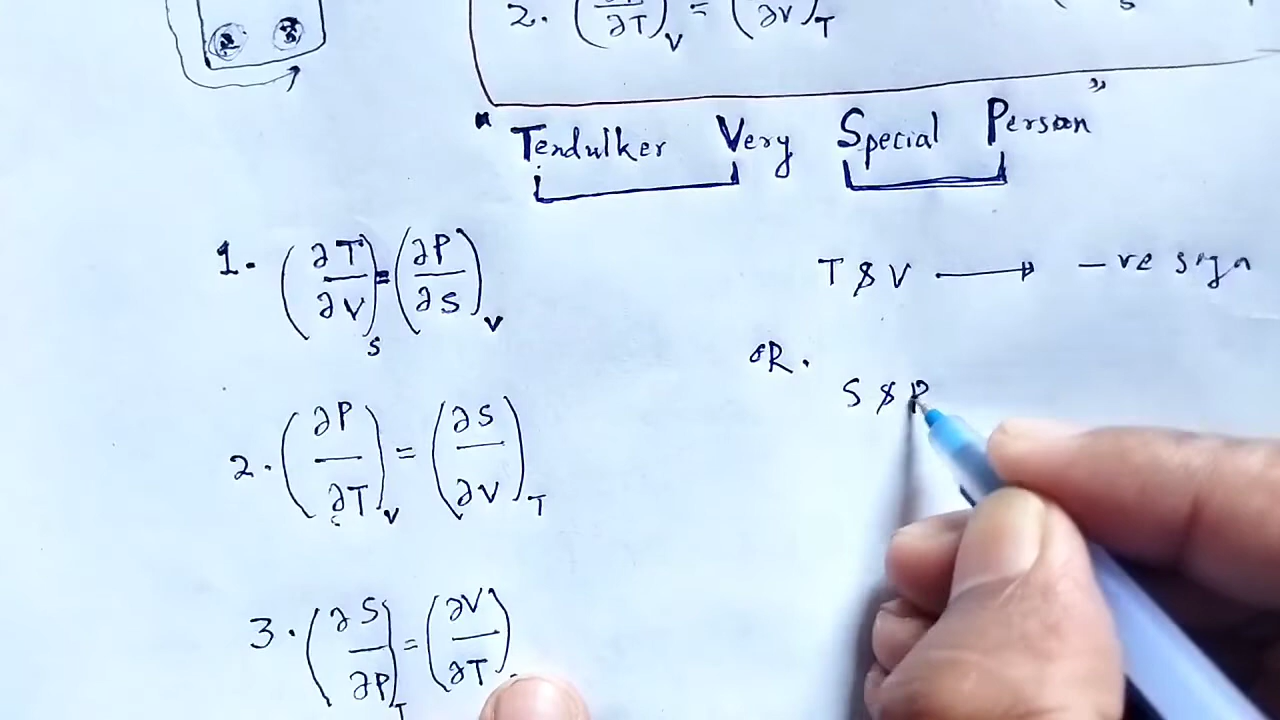 2. (∂P/∂T)_V = (∂S/∂V)_T
"Tendulker Very Special Person"
1. (∂T/∂V)_S = (∂P/∂S)_V
T & V ⟶ -ve sign
OR.
S & P
2. (∂P/∂T)_V = (∂S/∂V)_T
3. (∂S/∂P)_T = (∂V/∂T)